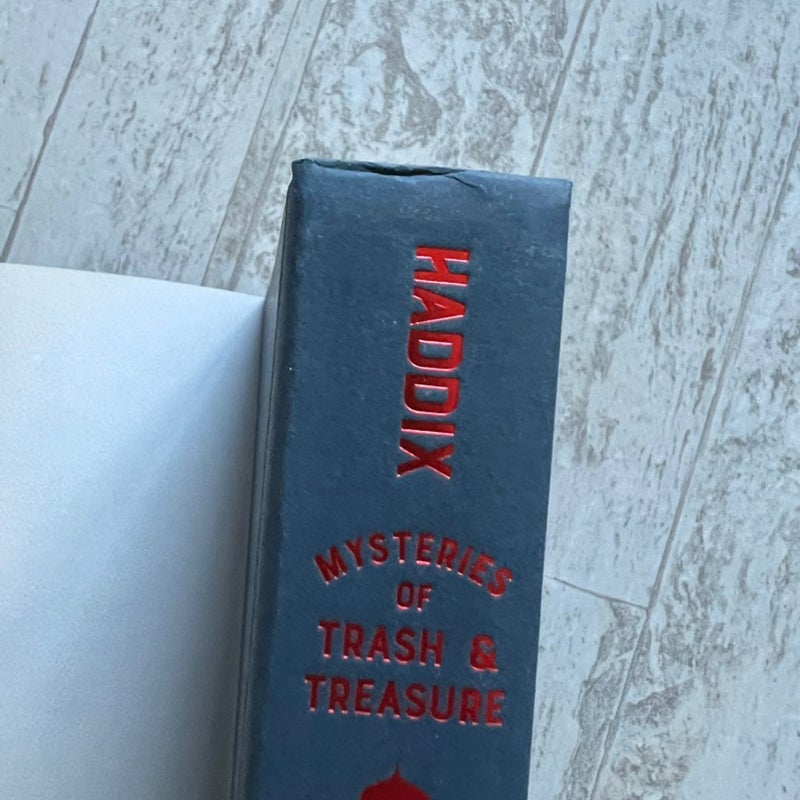 HADDIX
MYSTERIES
OF
TRASH &
TREASURE